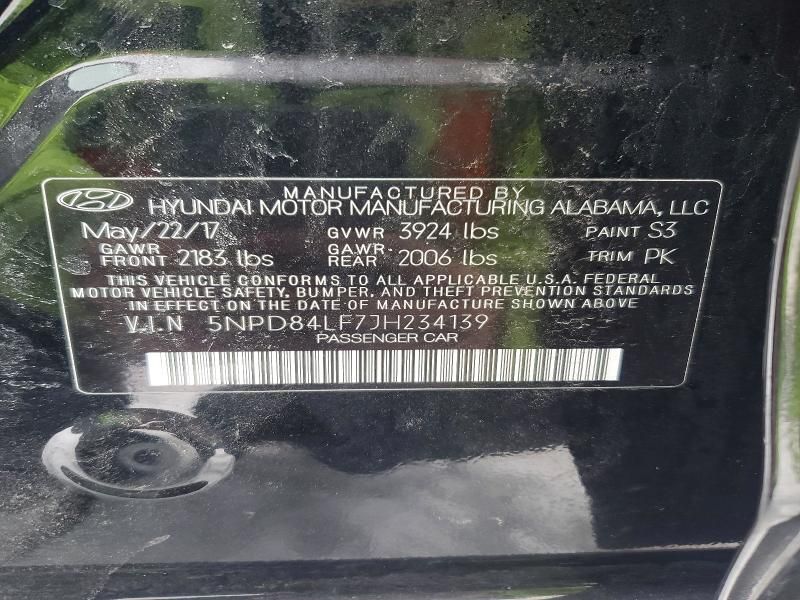 MANUFACTURED BY
HYUNDAI MOTOR MANUFACTURING ALABAMA, LLC
May/22/17 GVWR 3924 lbs PAINT S3
GAWR FRONT 2183 lbs GAWR REAR 2006 lbs TRIM PK
THIS VEHICLE CONFORMS TO ALL APPLICABLE U.S.A. FEDERAL
MOTOR VEHICLE SAFETY, BUMPER, AND THEFT PREVENTION STANDARDS
IN EFFECT ON THE DATE OF MANUFACTURE SHOWN ABOVE
V.I.N 5NPD84LF7JH234139
PASSENGER CAR